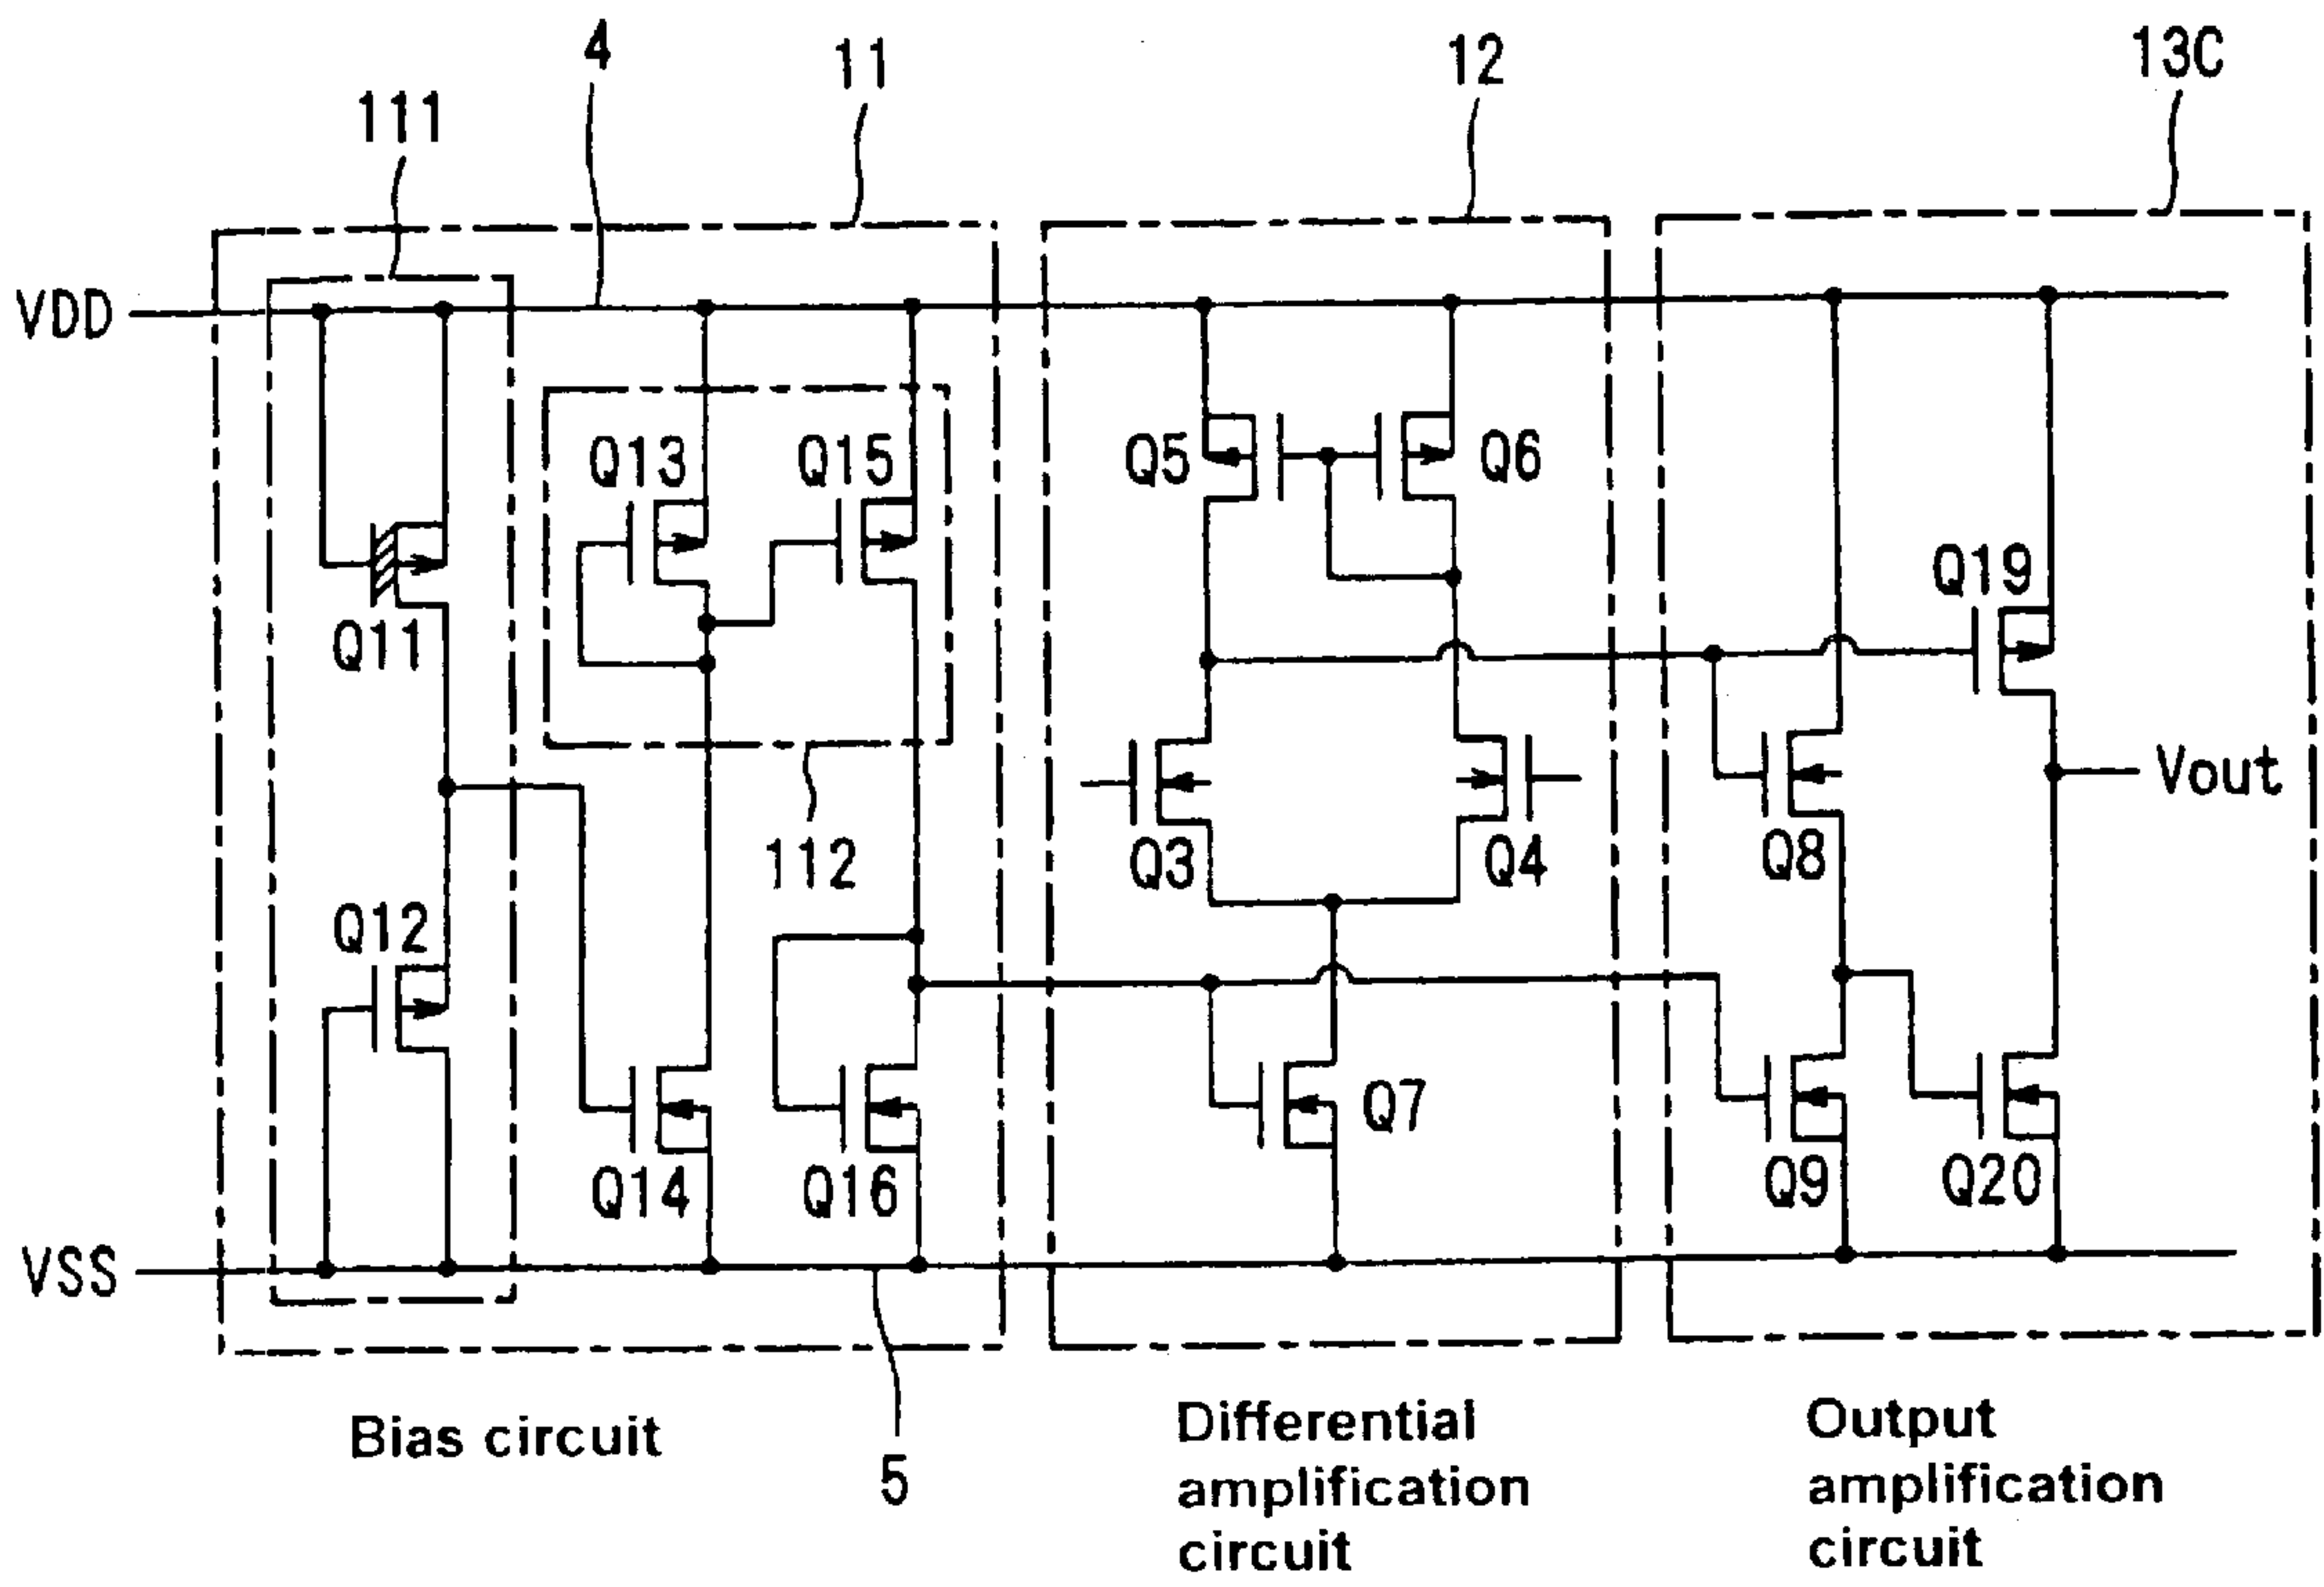 4
11
12
13C
111
VDD
Q13
Q15
Q5
Q6
Q19
Q11
Vout
Q3
Q4
Q8
112
Q12
Q7
Q14
Q16
Q9
Q20
VSS
5
Bias circuit
Differential
amplification
circuit
Output
amplification
circuit